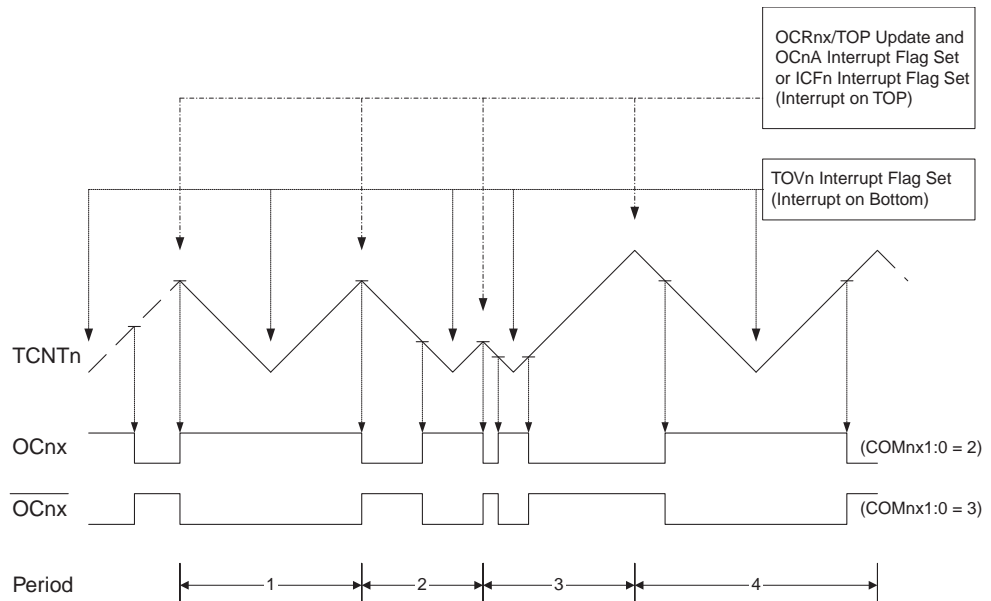 OCRnx/TOP Update and
OCnA Interrupt Flag Set
or ICFn Interrupt Flag Set
(Interrupt on TOP)
TOVn Interrupt Flag Set
(Interrupt on Bottom)
TCNTn
OCnx
(COMnx1:0 = 2)
OCnx
(COMnx1:0 = 3)
Period
1
2
3
4